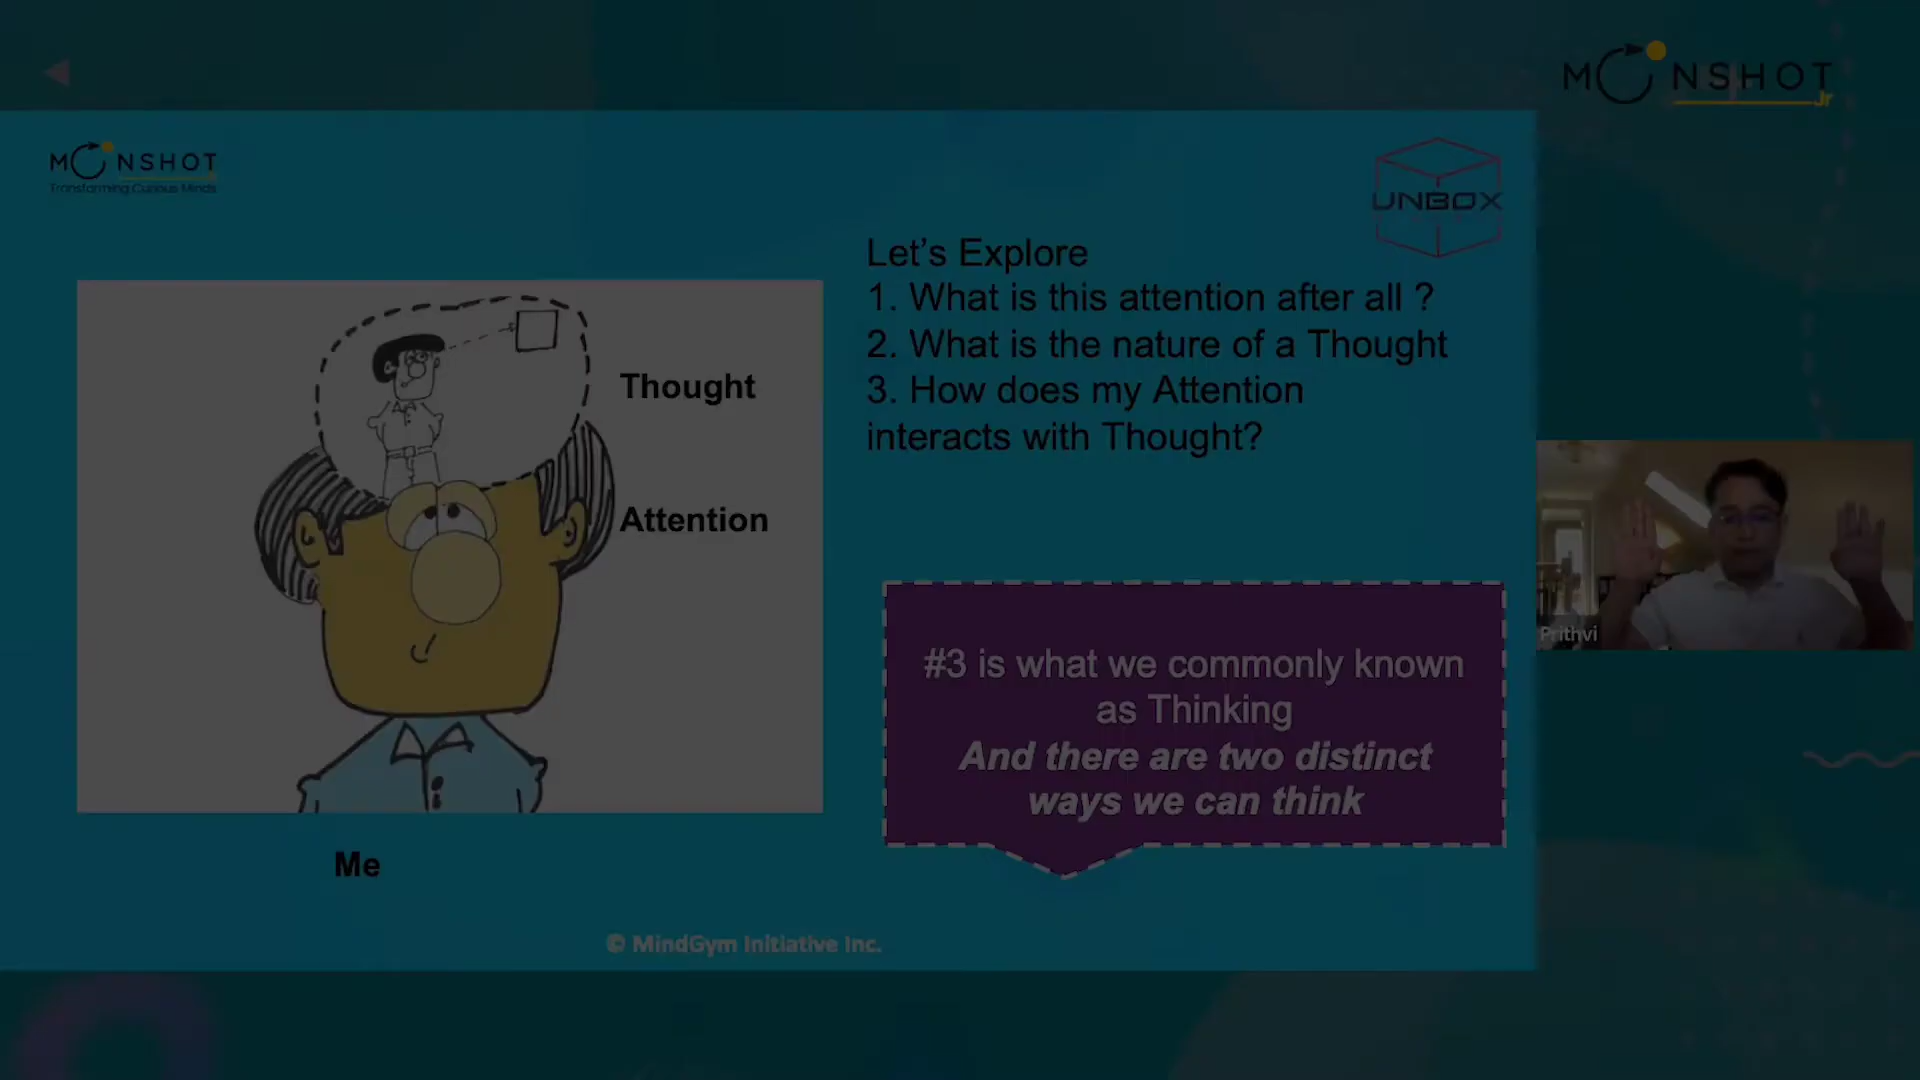 MOONSHOT
Jr
MOONSHOT
Transforming Curious Minds
UNBOX
Let’s Explore
1. What is this attention after all ?
2. What is the nature of a Thought
3. How does my Attention
interacts with Thought?
Thought
Attention
Me
#3 is what we commonly known
as Thinking
And there are two distinct
ways we can think
Prithvi
© MindGym Initiative Inc.